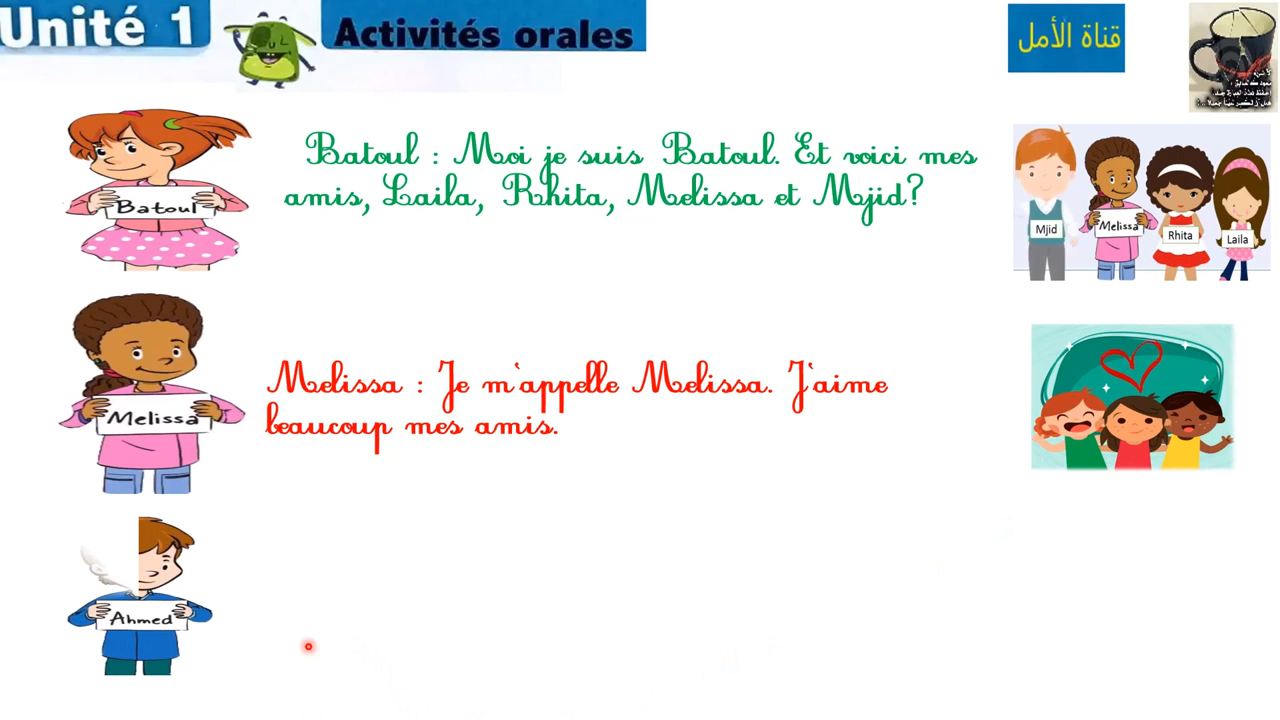 Unité 1
Activités orales
قناة الأمل
Batoul
Batoul : Moi je suis Batoul. Et voici mes
amis, Laila, Rhita, Melissa et Mjid?
Mjid
Melissa
Rhita
Laila
Melissa
Melissa : Je m'appelle Melissa. J'aime
beaucoup mes amis.
Ahmed